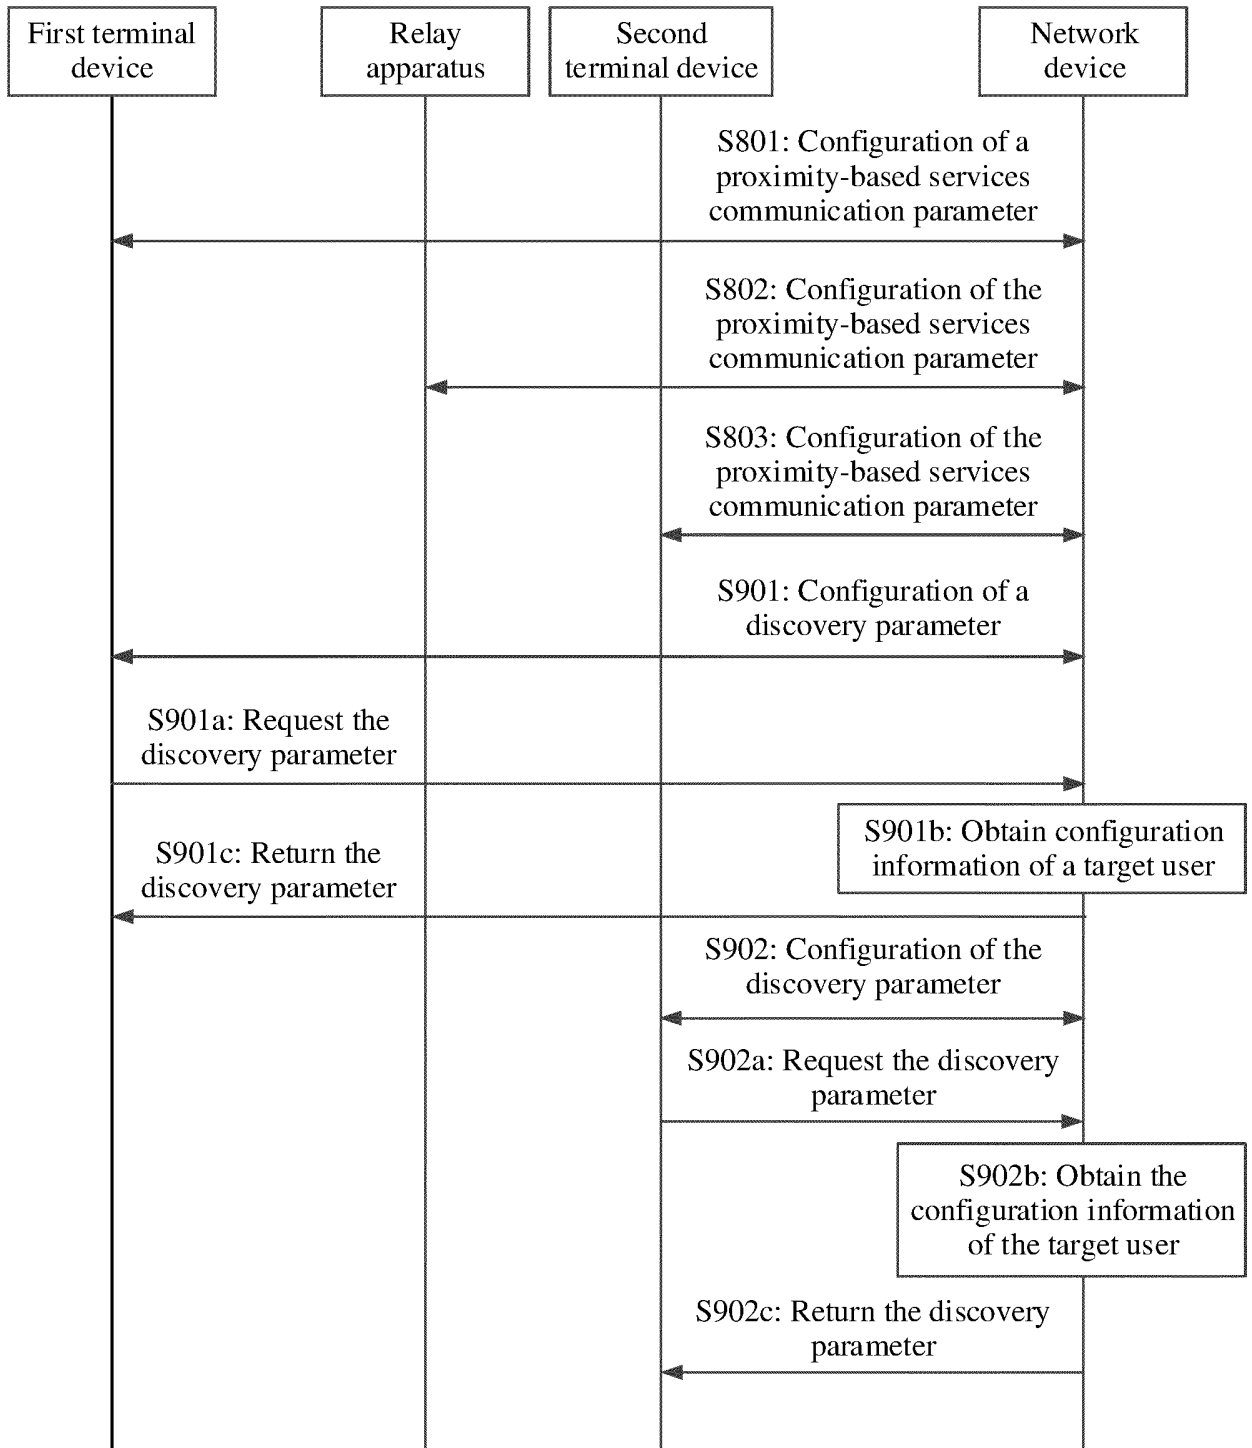 First terminal
device
Relay
apparatus
Second
terminal device
Network
device
S801: Configuration of a
proximity-based services
communication parameter
S802: Configuration of the
proximity-based services
communication parameter
S803: Configuration of the
proximity-based services
communication parameter
S901: Configuration of a
discovery parameter
S901a: Request the
discovery parameter
S901b: Obtain configuration
information of a target user
S901c: Return the
discovery parameter
S902: Configuration of the
discovery parameter
S902a: Request the discovery
parameter
S902b: Obtain the
configuration information
of the target user
S902c: Return the discovery
parameter